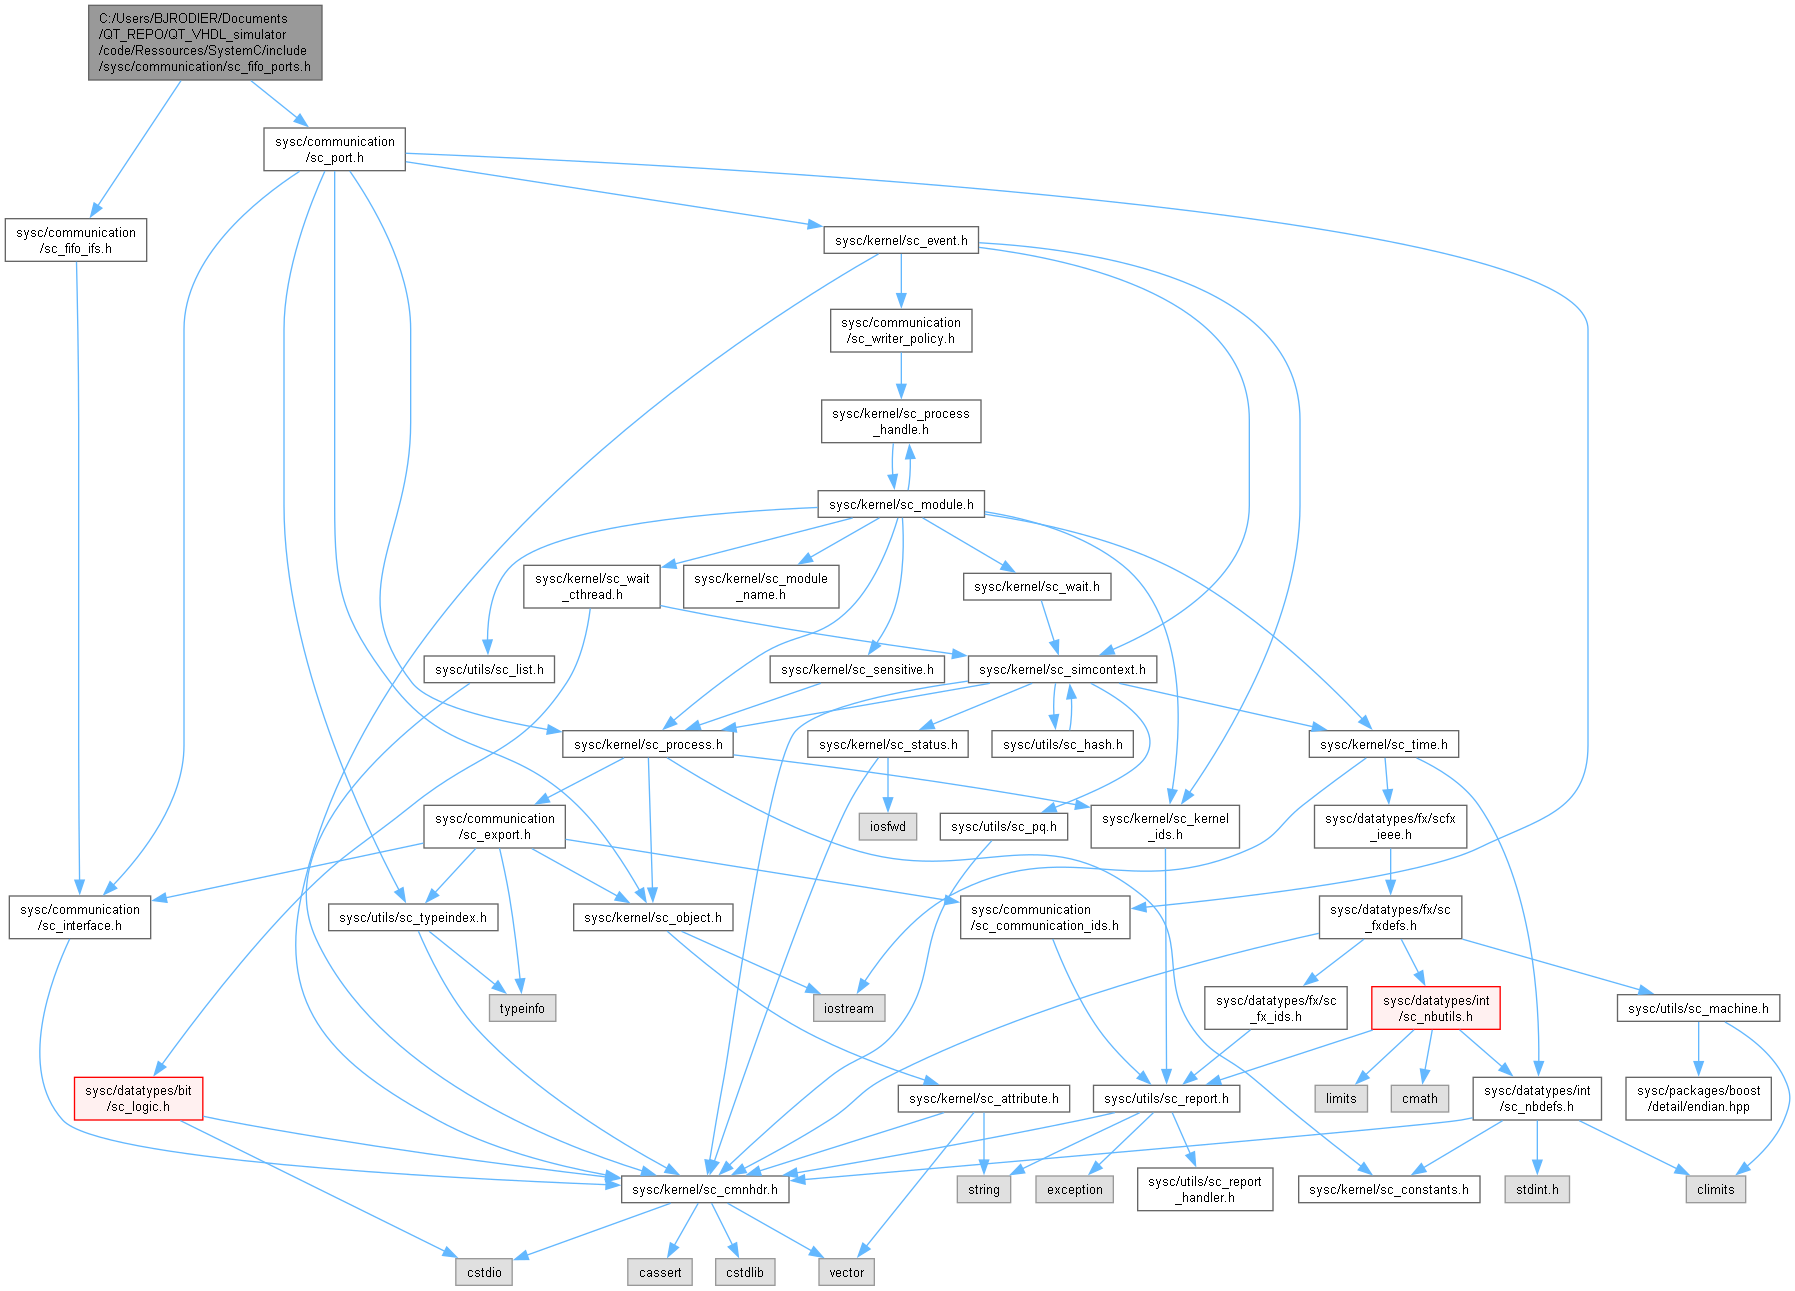 C:/Users/BJRODIER/Documents
/QT_REPO/QT_VHDL_simulator
/code/Ressources/SystemC/include
/sysc/communication/sc_fifo_ports.h
sysc/communication
/sc_port.h
sysc/communication
/sc_fifo_ifs.h
sysc/kernel/sc_event.h
sysc/communication
/sc_writer_policy.h
sysc/kernel/sc_process
_handle.h
sysc/kernel/sc_module.h
sysc/kernel/sc_wait
_cthread.h
sysc/kernel/sc_module
_name.h
sysc/kernel/sc_wait.h
sysc/utils/sc_list.h
sysc/kernel/sc_sensitive.h
sysc/kernel/sc_simcontext.h
sysc/kernel/sc_process.h
sysc/kernel/sc_status.h
sysc/utils/sc_hash.h
sysc/kernel/sc_time.h
sysc/communication
/sc_export.h
iosfwd
sysc/utils/sc_pq.h
sysc/kernel/sc_kernel
_ids.h
sysc/datatypes/fx/scfx
_ieee.h
sysc/communication
/sc_interface.h
sysc/utils/sc_typeindex.h
sysc/kernel/sc_object.h
sysc/communication
/sc_communication_ids.h
sysc/datatypes/fx/sc
_fxdefs.h
typeinfo
iostream
sysc/datatypes/fx/sc
_fx_ids.h
sysc/datatypes/int
/sc_nbutils.h
sysc/utils/sc_machine.h
sysc/datatypes/bit
/sc_logic.h
sysc/kernel/sc_attribute.h
sysc/utils/sc_report.h
limits
cmath
sysc/datatypes/int
/sc_nbdefs.h
sysc/packages/boost
/detail/endian.hpp
sysc/kernel/sc_cmnhdr.h
string
exception
sysc/utils/sc_report
_handler.h
sysc/kernel/sc_constants.h
stdint.h
climits
cstdio
cassert
cstdlib
vector